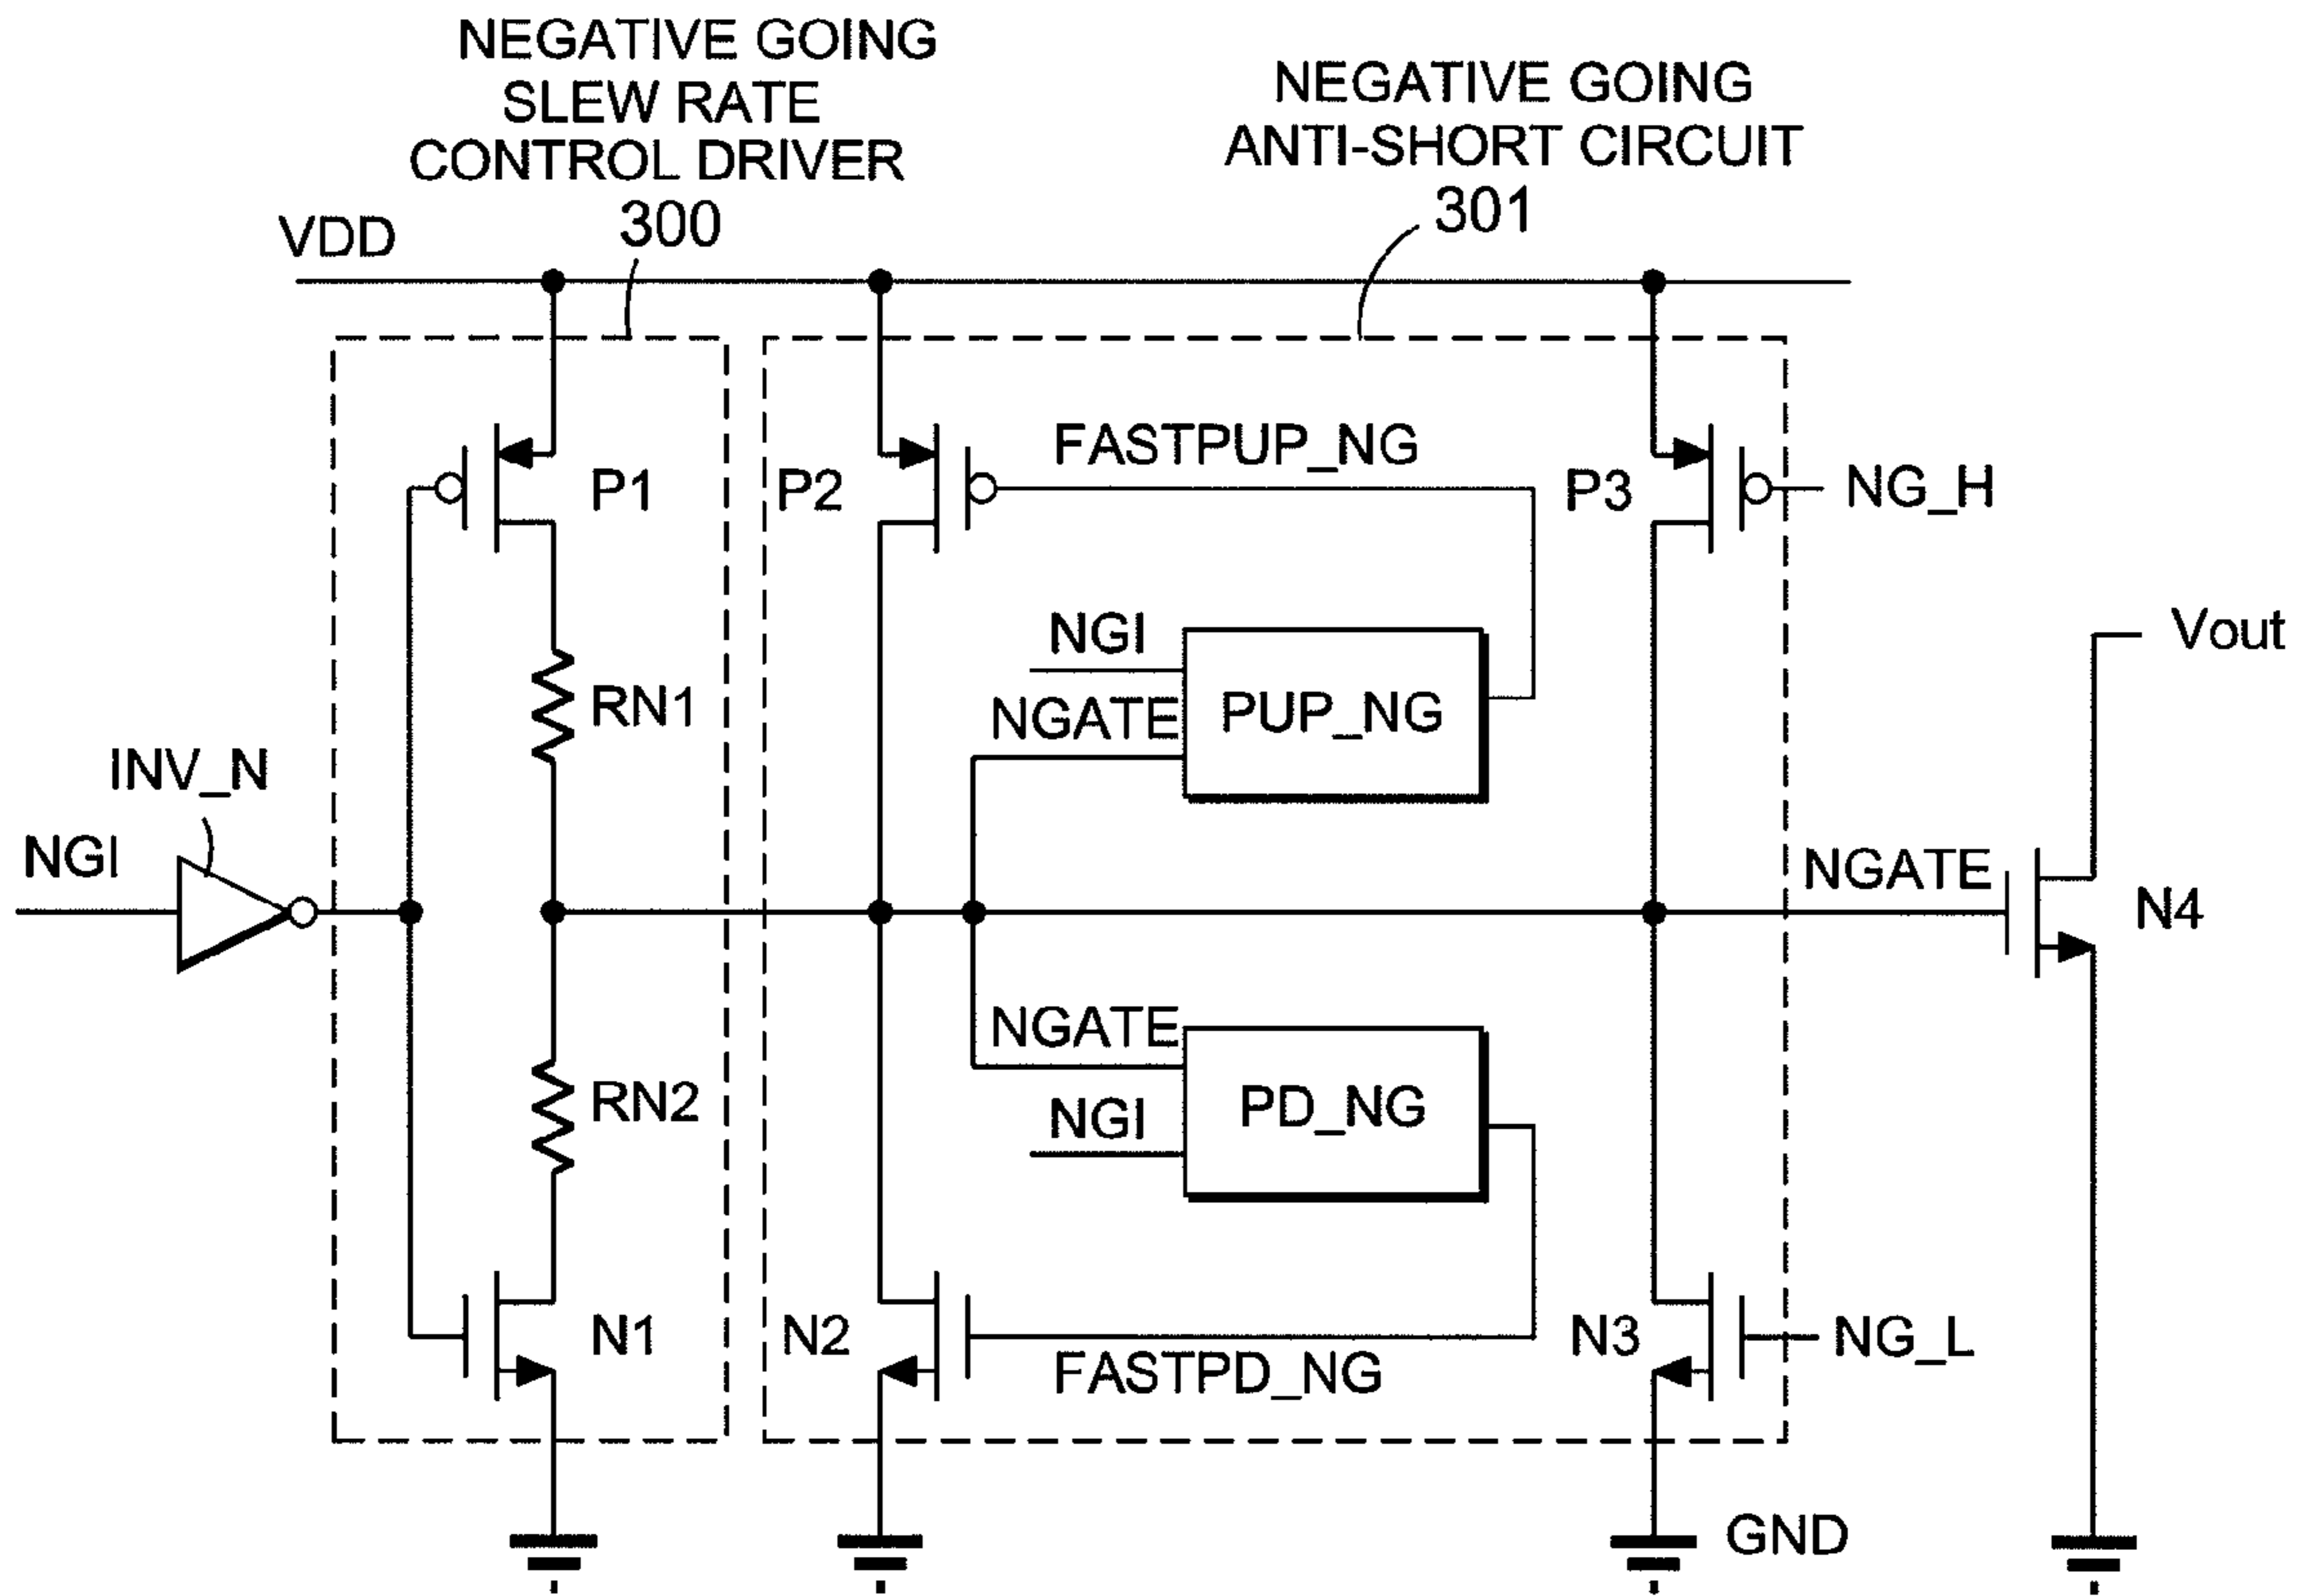 NEGATIVE GOING
SLEW RATE
CONTROL DRIVER
300
NEGATIVE GOING
ANTI-SHORT CIRCUIT
301
VDD
P1
P2
FASTPUP_NG
P3
NG_H
NGI
NGATE
PUP_NG
Vout
RN1
INV_N
NGI
NGATE
N4
NGATE
NGI
PD_NG
RN2
N1
N2
FASTPD_NG
N3
NG_L
GND